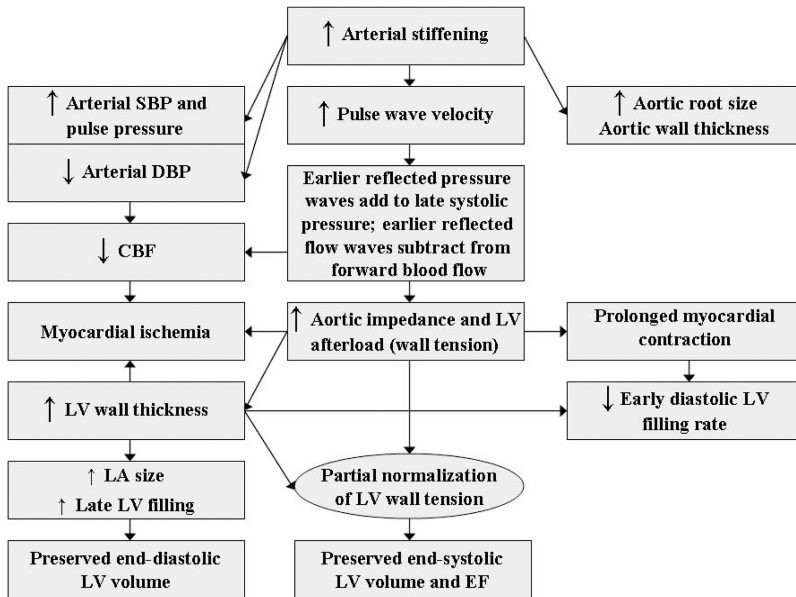 ↑ Arterial stiffening
↑ Arterial SBP and
pulse pressure
↑ Pulse wave velocity
↑ Aortic root size
Aortic wall thickness
↓ Arterial DBP
Earlier reflected pressure
waves add to late systolic
pressure; earlier reflected
flow waves subtract from
forward blood flow
↓ CBF
Myocardial ischemia
↑ Aortic impedance and LV
afterload (wall tension)
Prolonged myocardial
contraction
↑ LV wall thickness
↓ Early diastolic LV
filling rate
↑ LA size
↑ Late LV filling
Partial normalization
of LV wall tension
Preserved end-diastolic
LV volume
Preserved end-systolic
LV volume and EF